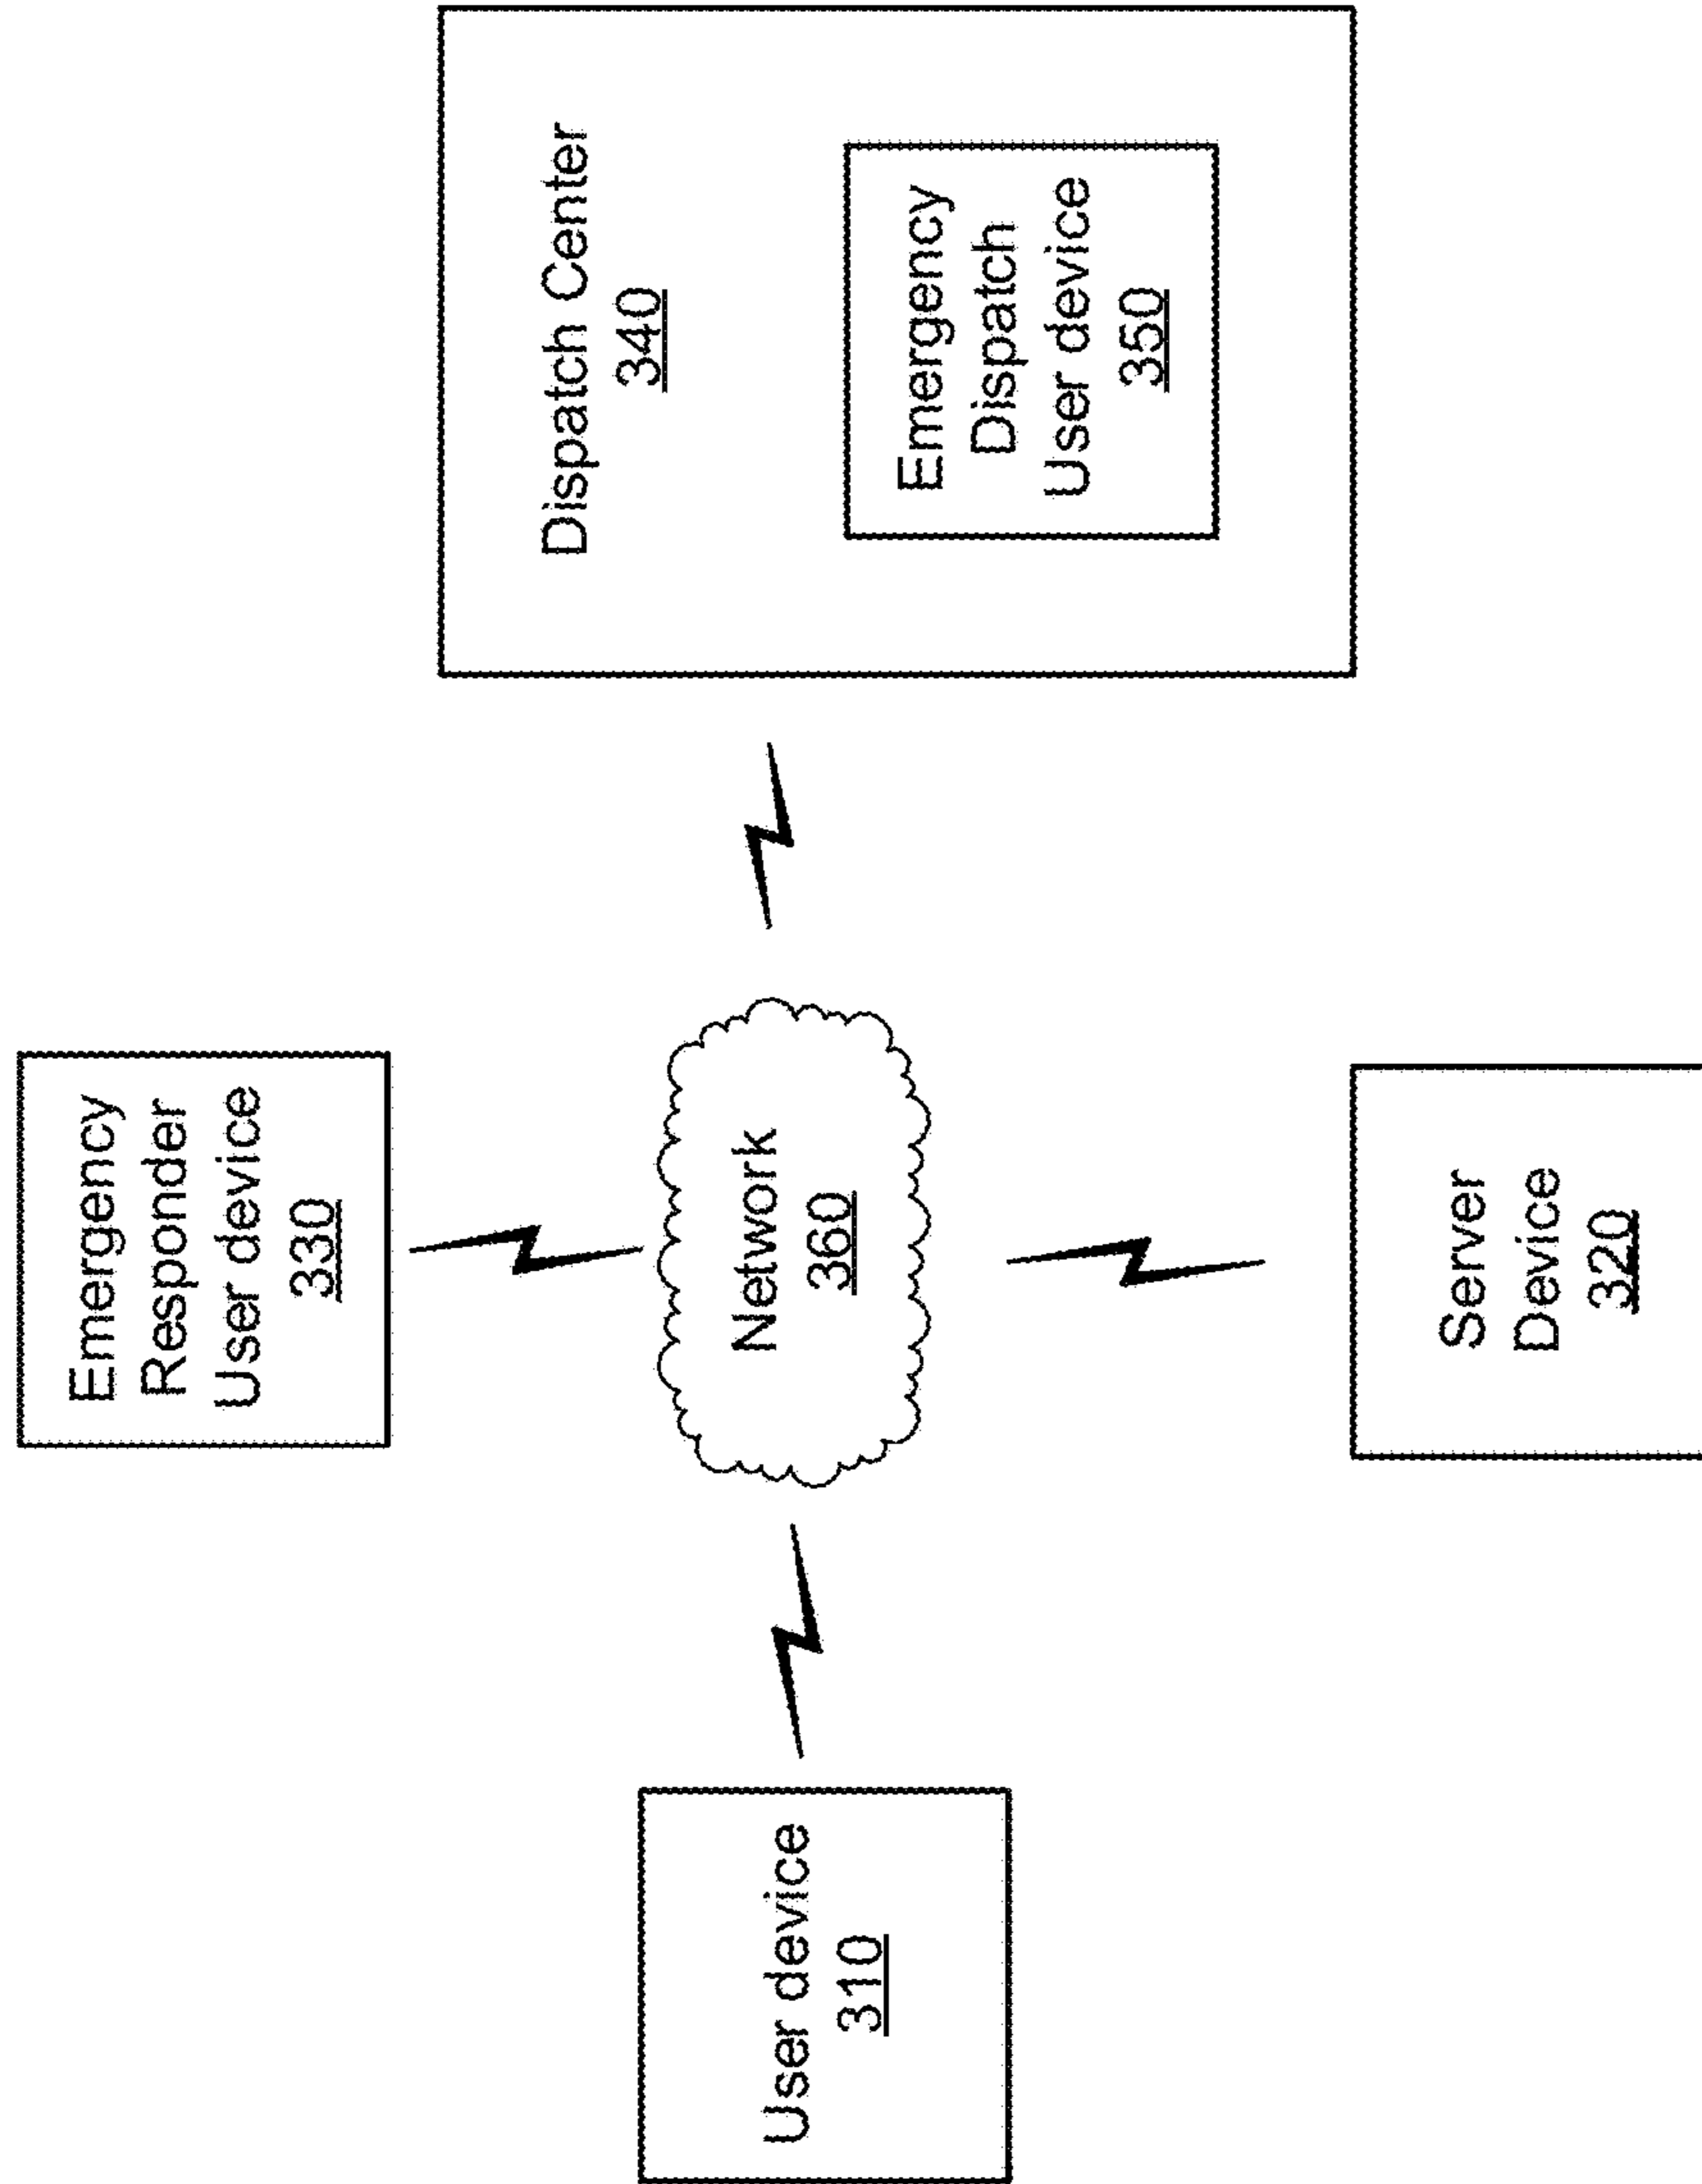 Emergency
Responder
User device
330
User device
310
Network
360
Dispatch Center
340
Emergency
Dispatch
User device
350
Server
Device
320